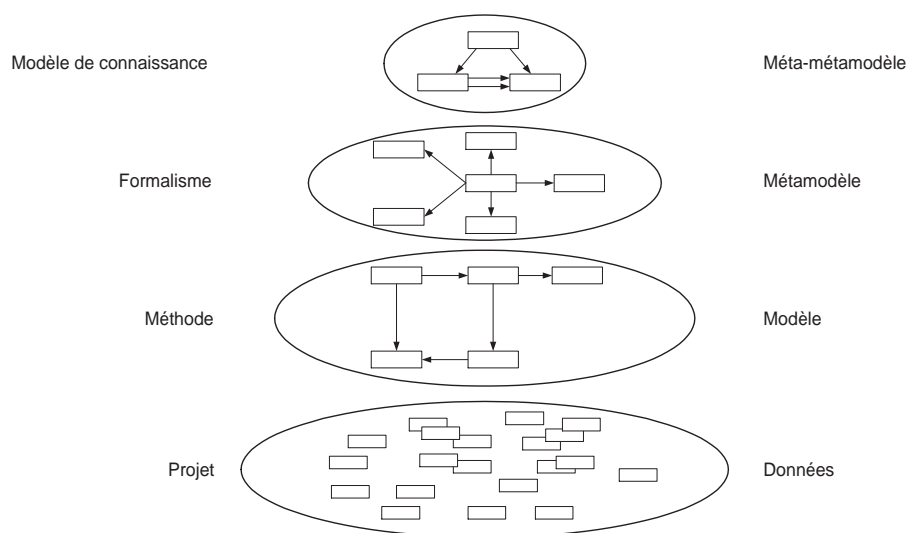 Modèle de connaissance
Méta-métamodèle
Formalisme
Métamodèle
Méthode
Modèle
Projet
Données